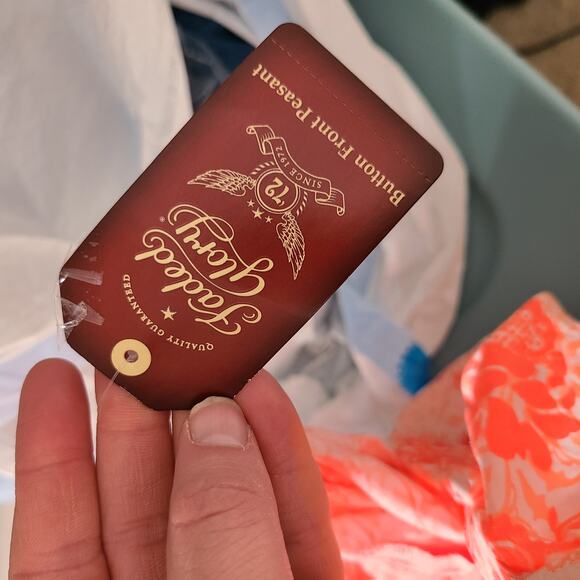 QUALITY GUARANTEED
Faded
Glory®
72
SINCE 1972
Button Front Peasant